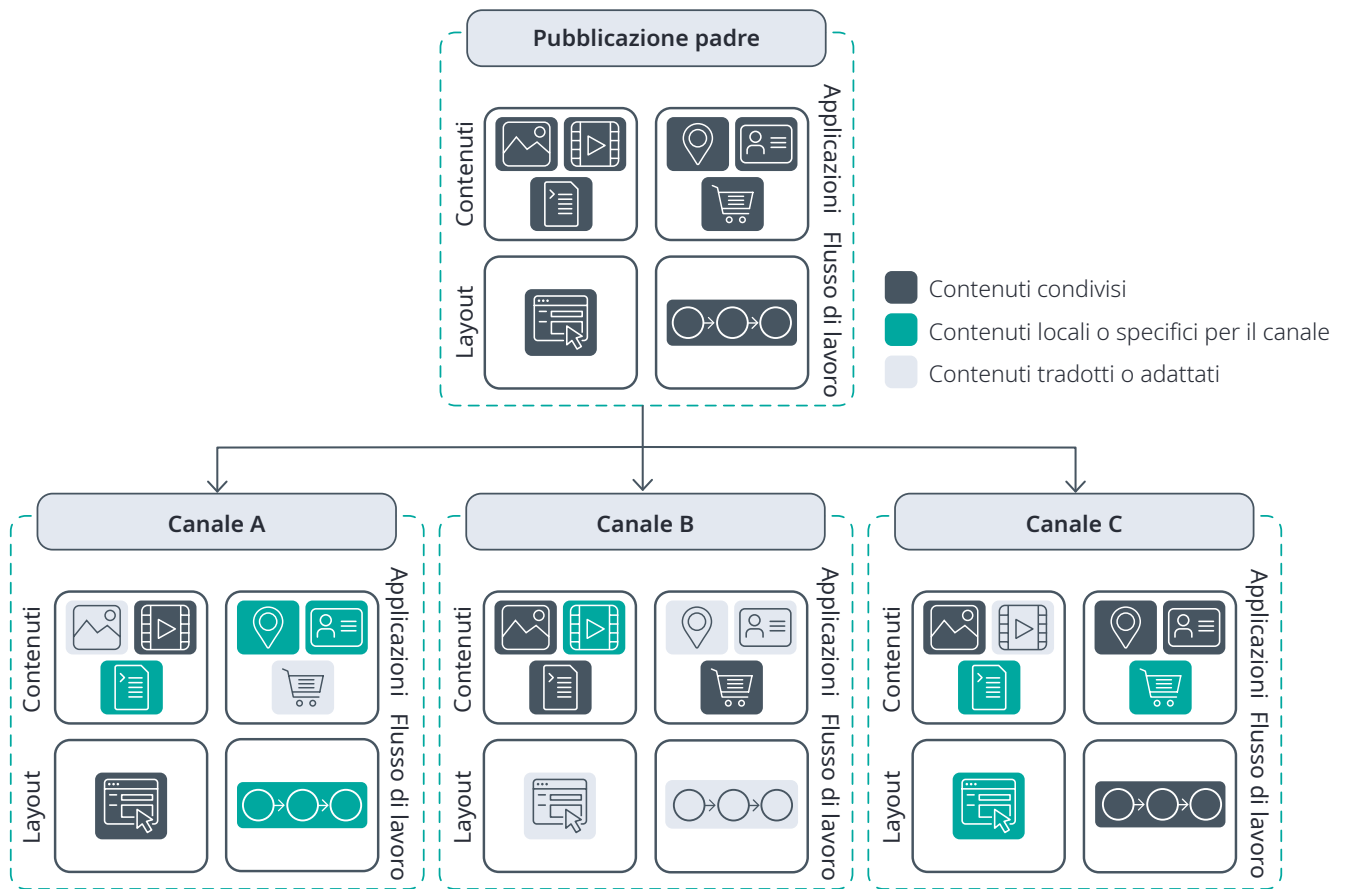 Pubblicazione padre
Contenuti
Applicazioni
Layout
Flusso di lavoro
Contenuti condivisi
Contenuti locali o specifici per il canale
Contenuti tradotti o adattati
Canale A
Contenuti
Applicazioni
Layout
Flusso di lavoro
Canale B
Contenuti
Applicazioni
Layout
Flusso di lavoro
Canale C
Contenuti
Applicazioni
Layout
Flusso di lavoro